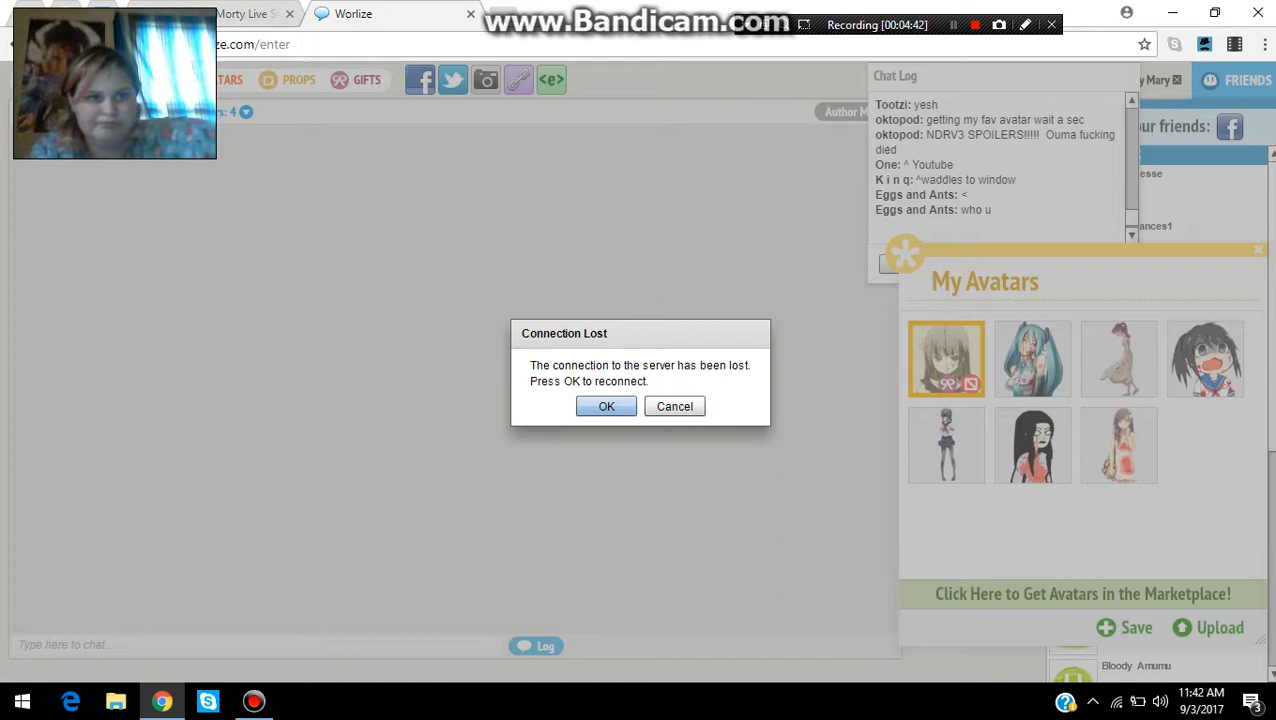 Morty Live S
Worlize
www.Bandicam.com
Recording [00:04:42]
ze.com/enter
TARS
PROPS
GIFTS
<e>
Chat Log
y Mary
FRIENDS
: 4
Author M
our friends:
Tootzi: yesh
oktopod: getting my fav avatar wait a sec
oktopod: NDRV3 SPOILERS!!!!! Ouma fucking
died
One: ^ Youtube
K i n q: ^waddles to window
Eggs and Ants: <
Eggs and Ants: who u
esse
ances1
My Avatars
Connection Lost
The connection to the server has been lost.
Press OK to reconnect.
OK
Cancel
Click Here to Get Avatars in the Marketplace!
Save
Upload
Type here to chat...
Log
Bloody Amumu
11:42 AM
9/3/2017
3